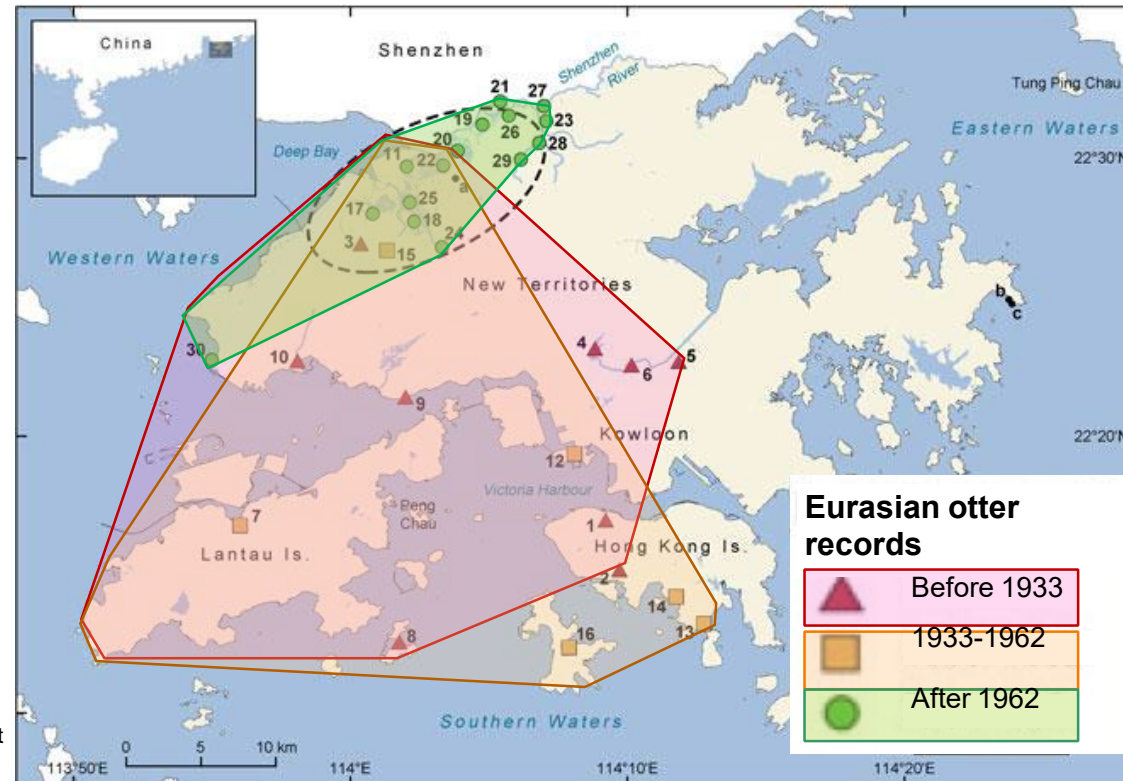 China
Shenzhen
Shenzhen
River
Tung Ping Chau
Eastern Waters
Deep Bay
22°30'N
21
27
19
26
23
20
28
11
22
29
a
25
17
18
24
3
15
Western Waters
New Territories
b
c
30
10
4
5
6
9
Kowloon
22°20'N
12
Victoria Harbour
7
Peng
Chau
1
Lantau Is.
Hong Kong Is.
2
14
13
8
16
Southern Waters
Eurasian otter
records
Before 1933
1933-1962
After 1962
t
0 5 10 km
113°50'E
114°E
114°10'E
114°20'E